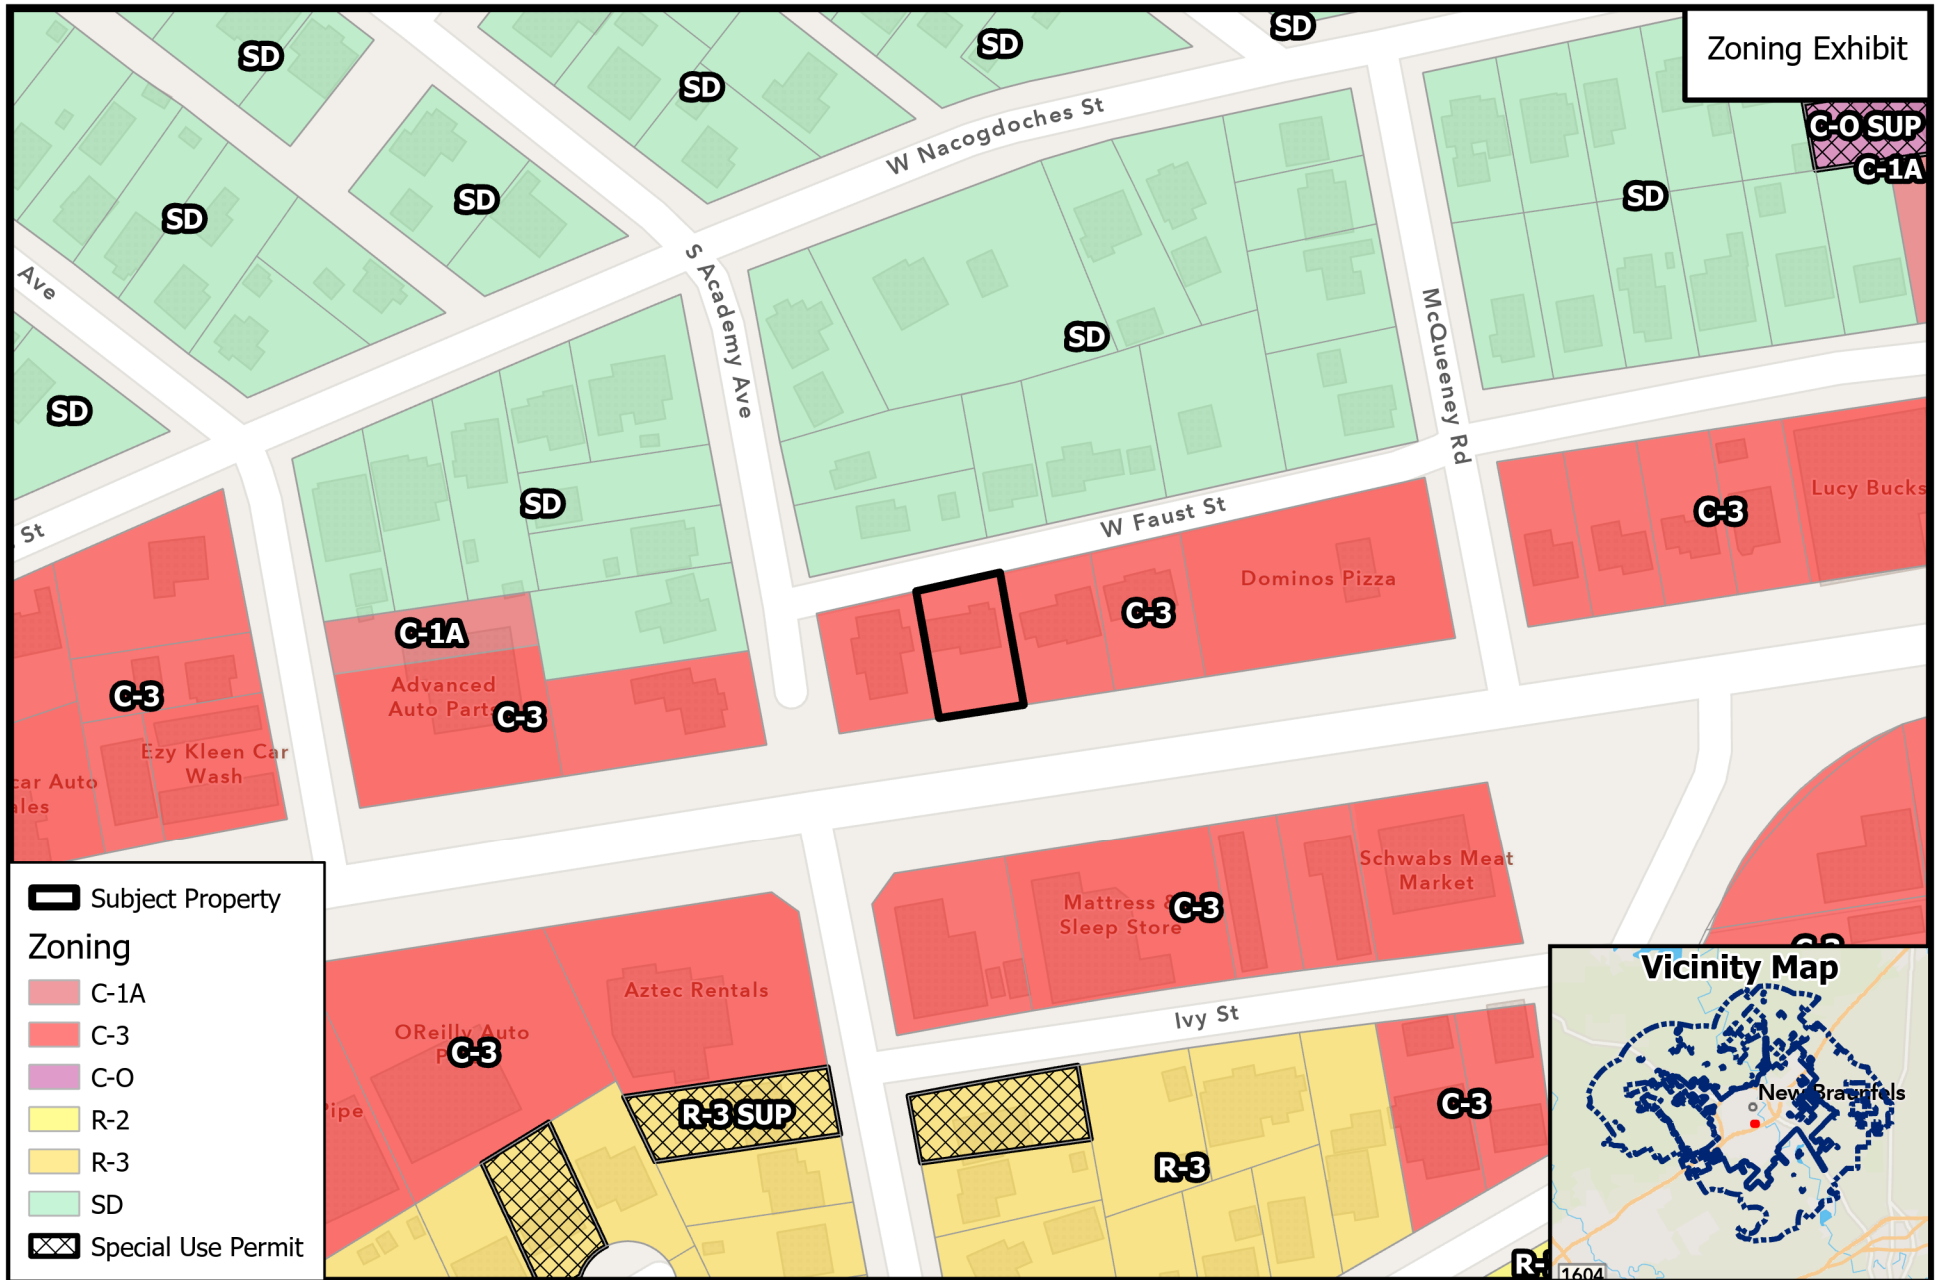 Zoning Exhibit
SD
SD
SD
SD
C-O SUP
C-1A
W Nacogdoches St
SD
SD
SD
Ave
S Academy Ave
SD
McQueeney Rd
SD
SD
St
W Faust St
C-3
Lucy Bucks
Dominos Pizza
C-3
C-1A
Advanced
Auto Parts
C-3
C-3
Ezy Kleen Car
Wash
car Auto
ales
Schwabs Meat
Market
Mattress &
Sleep Store
C-3
C-3
Aztec Rentals
OReilly Auto
C-3
Ivy St
R-3 SUP
C-3
R-3
ipe
Subject Property
Zoning
C-1A
C-3
C-O
R-2
R-3
SD
Special Use Permit
Vicinity Map
New Braunfels
R-
1604